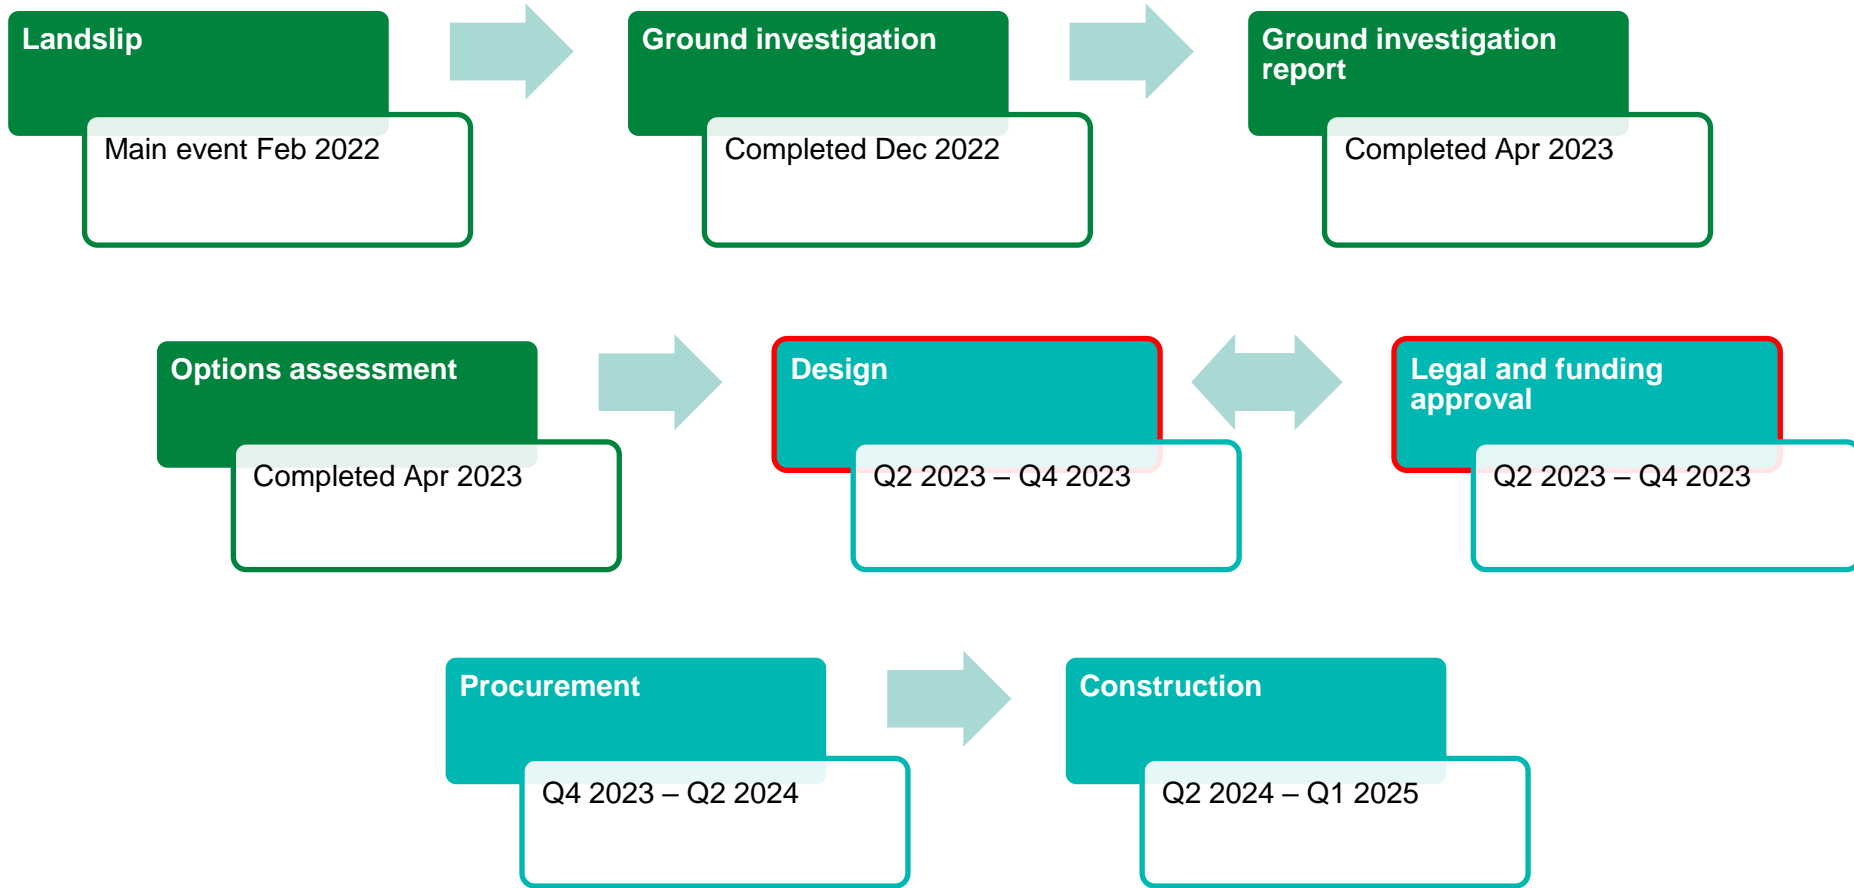 Landslip
Main event Feb 2022
Ground investigation
Completed Dec 2022
Ground investigation
report
Completed Apr 2023
Options assessment
Completed Apr 2023
Design
Q2 2023 – Q4 2023
Legal and funding
approval
Q2 2023 – Q4 2023
Procurement
Q4 2023 – Q2 2024
Construction
Q2 2024 – Q1 2025